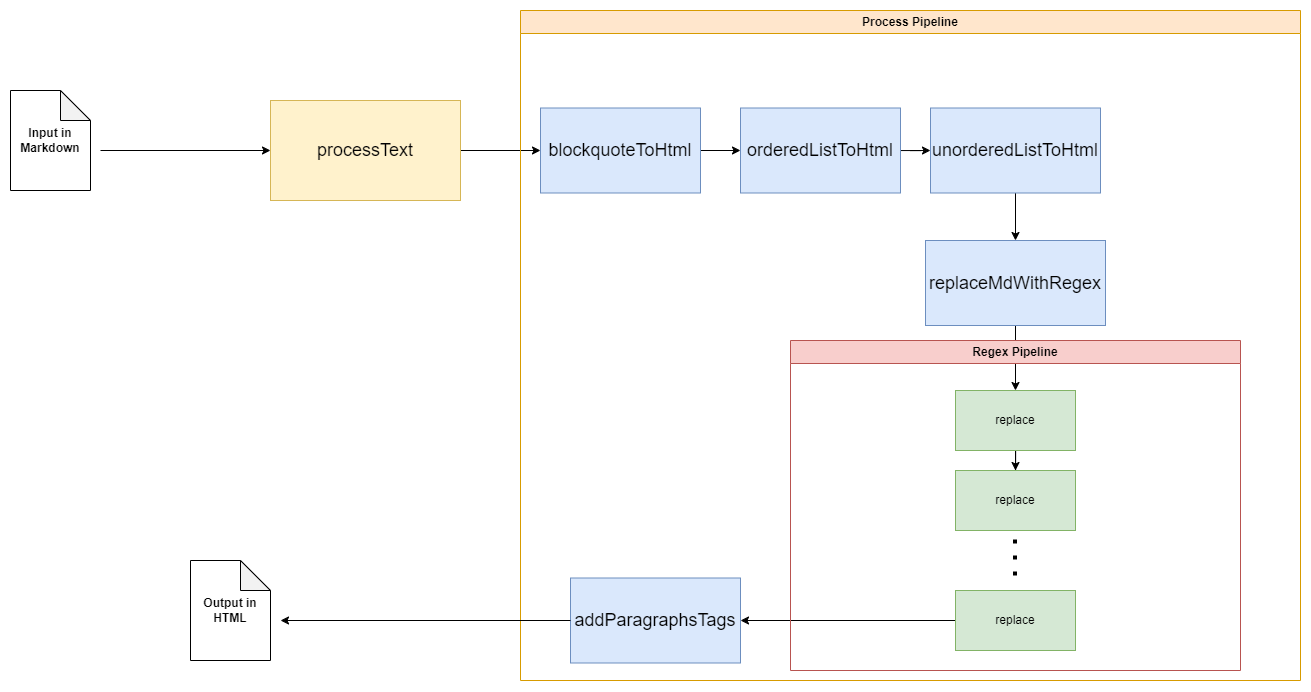 Process Pipeline
Input in
Markdown
processText
blockquoteToHtml
orderedListToHtml
unorderedListToHtml
replaceMdWithRegex
Regex Pipeline
replace
replace
replace
addParagraphsTags
Output in
HTML